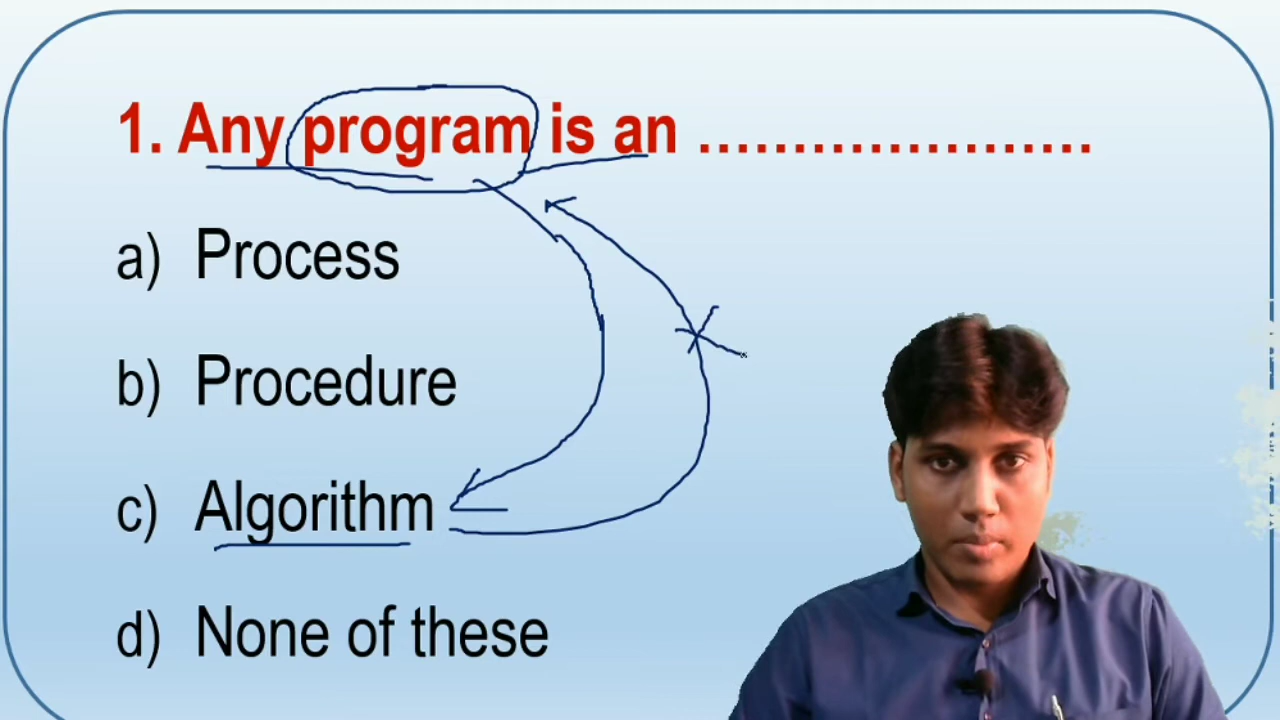 1. Any program is an .....................
a) Process
b) Procedure
c) Algorithm
d) None of these